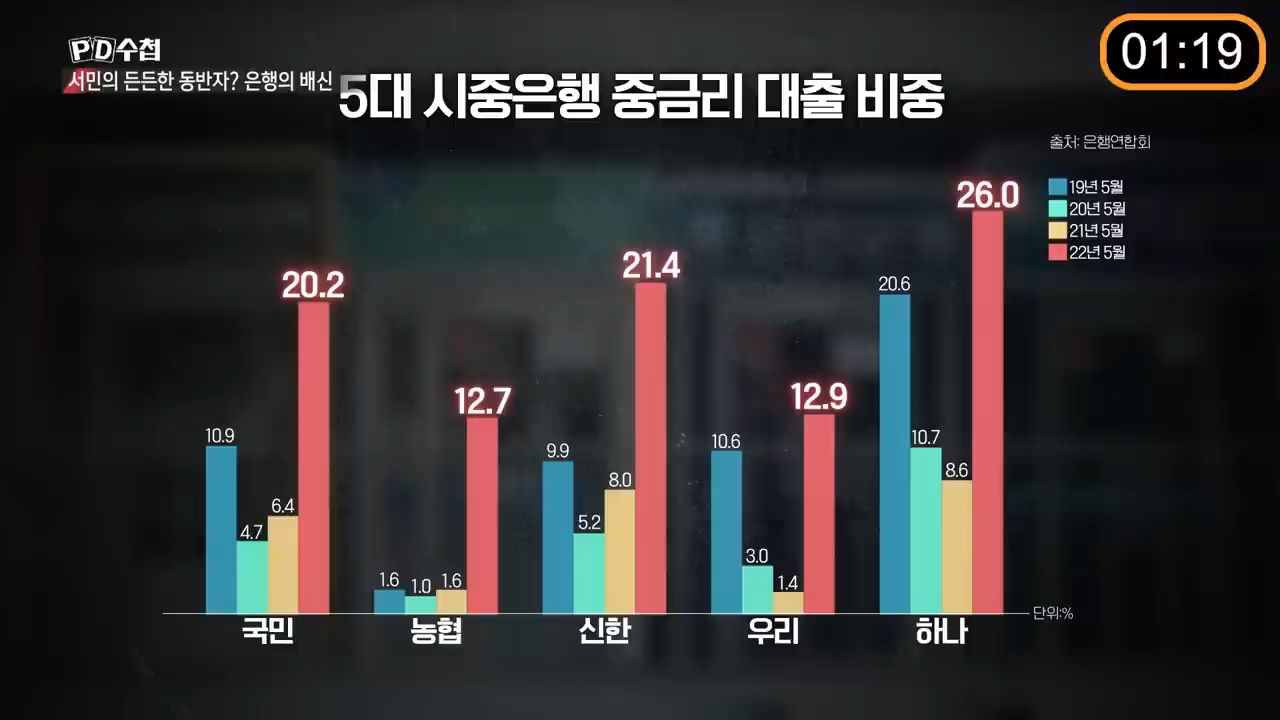 PD수첩
서민의 든든한 동반자? 은행의 배신
01:19
5대 시중은행 중금리 대출 비중
출처: 은행연합회
19년 5월
20년 5월
21년 5월
22년 5월
10.9
4.7
6.4
20.2
1.6
1.0
1.6
12.7
9.9
5.2
8.0
21.4
10.6
3.0
1.4
12.9
20.6
10.7
8.6
26.0
단위:%
국민 농협 신한 우리 하나